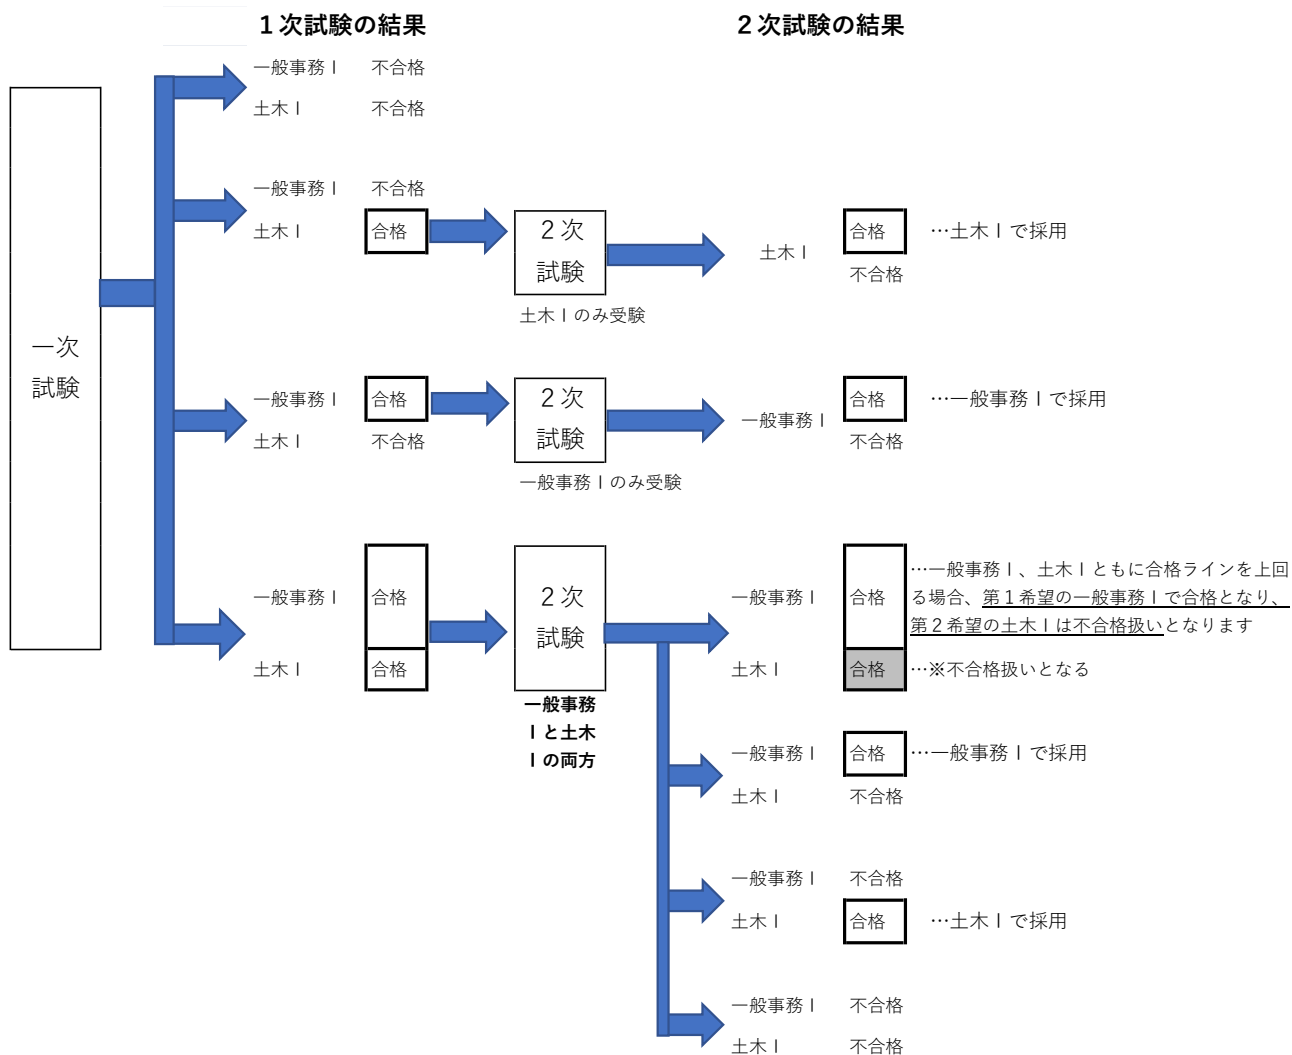 １次試験の結果
２次試験の結果
一般事務Ⅰ 不合格
土木Ⅰ 不合格
一般事務Ⅰ 不合格
土木Ⅰ 合格
２次
試験
土木Ⅰのみ受験
土木Ⅰ
合格 …土木Ⅰで採用
不合格
一次
試験
一般事務Ⅰ 合格
土木Ⅰ 不合格
２次
試験
一般事務Ⅰのみ受験
一般事務Ⅰ
合格 …一般事務Ⅰで採用
不合格
一般事務Ⅰ 合格
土木Ⅰ 合格
２次
試験
一般事務
Ⅰと土木
Ⅰの両方
一般事務Ⅰ 合格
…一般事務Ⅰ、土木Ⅰともに合格ラインを上回
る場合、第１希望の一般事務Ⅰで合格となり、
第２希望の土木Ⅰは不合格扱いとなります
土木Ⅰ 合格 …※不合格扱いとなる
一般事務Ⅰ 合格 …一般事務Ⅰで採用
土木Ⅰ 不合格
一般事務Ⅰ 不合格
土木Ⅰ 合格 …土木Ⅰで採用
一般事務Ⅰ 不合格
土木Ⅰ 不合格